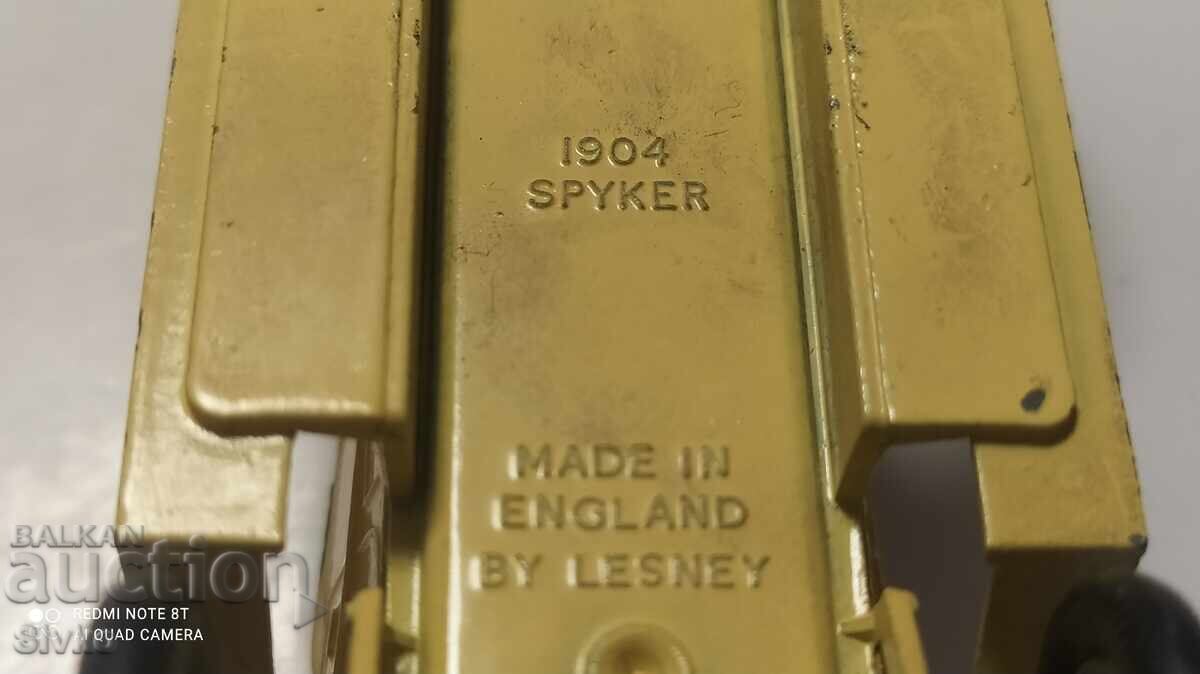 1904
SPYKER
MADE IN
ENGLAND
BY LESNEY
BALKAN
auction
REDMI NOTE 8T
AI QUAD CAMERA